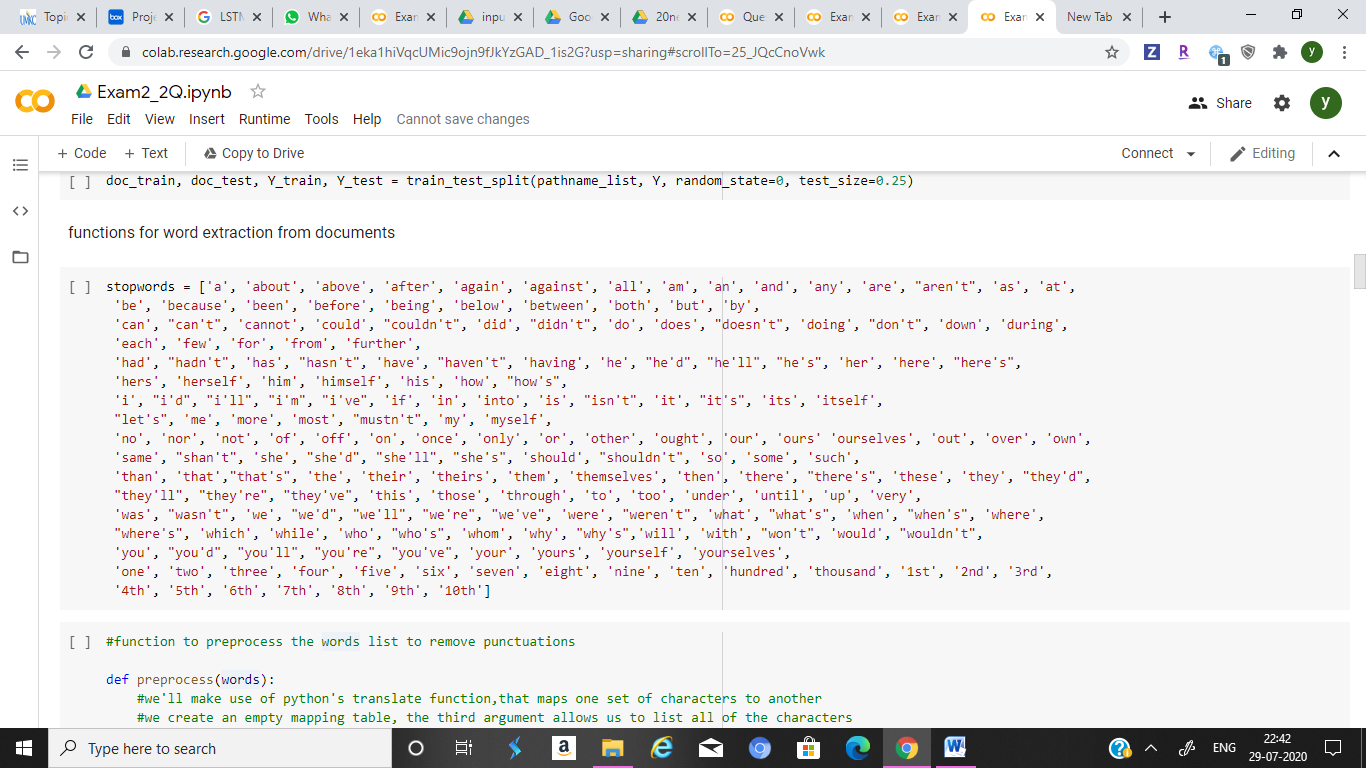 Topi
Proje
LSTM
Wha
Exar
inpu
Goo
20ne
Que
Exar
Exar
Exar
New Tab
colab.research.google.com/drive/1eka1hiVqcUMic9ojn9fJkYzGAD_1is2G?usp=sharing#scrollTo=25_JQcCnoVwk
Exam2_2Q.ipynb
File Edit View Insert Runtime Tools Help Cannot save changes
Share
y
+ Code + Text Copy to Drive
Connect Editing
[ ] doc_train, doc_test, Y_train, Y_test = train_test_split(pathname_list, Y, random_state=0, test_size=0.25)
functions for word extraction from documents
[ ] stopwords = ['a', 'about', 'above', 'after', 'again', 'against', 'all', 'am', 'an', 'and', 'any', 'are', "aren't", 'as', 'at',
'be', 'because', 'been', 'before', 'being', 'below', 'between', 'both', 'but', 'by',
'can', "can't", 'cannot', 'could', "couldn't", 'did', "didn't", 'do', 'does', "doesn't", 'doing', "don't", 'down', 'during',
'each', 'few', 'for', 'from', 'further',
'had', "hadn't", 'has', "hasn't", 'have', "haven't", 'having', 'he', "he'd", "he'll", "he's", 'her', 'here', "here's",
'hers', 'herself', 'him', 'himself', 'his', 'how', "how's",
'i', "i'd", "i'll", "i'm", "i've", 'if', 'in', 'into', 'is', "isn't", 'it', "it's", 'its', 'itself',
"let's", 'me', 'more', 'most', "mustn't", 'my', 'myself',
'no', 'nor', 'not', 'of', 'off', 'on', 'once', 'only', 'or', 'other', 'ought', 'our', 'ours' 'ourselves', 'out', 'over', 'own',
'same', "shan't", 'she', "she'd", "she'll", "she's", 'should', "shouldn't", 'so', 'some', 'such',
'than', 'that',"that's", 'the', 'their', 'theirs', 'them', 'themselves', 'then', 'there', "there's", 'these', 'they', "they'd",
"they'll", "they're", "they've", 'this', 'those', 'through', 'to', 'too', 'under', 'until', 'up', 'very',
'was', "wasn't", 'we', "we'd", "we'll", "we're", "we've", 'were', "weren't", 'what', "what's", 'when', "when's", 'where',
"where's", 'which', 'while', 'who', "who's", 'whom', 'why', "why's",'will', 'with', "won't", 'would', "wouldn't",
'you', "you'd", "you'll", "you're", "you've", 'your', 'yours', 'yourself', 'yourselves',
'one', 'two', 'three', 'four', 'five', 'six', 'seven', 'eight', 'nine', 'ten', 'hundred', 'thousand', '1st', '2nd', '3rd',
'4th', '5th', '6th', '7th', '8th', '9th', '10th']
[ ] #function to preprocess the words list to remove punctuations
def preprocess(words):
#we'll make use of python's translate function,that maps one set of characters to another
#we create an empty mapping table, the third argument allows us to list all of the characters
Type here to search
ENG
22:42
29-07-2020